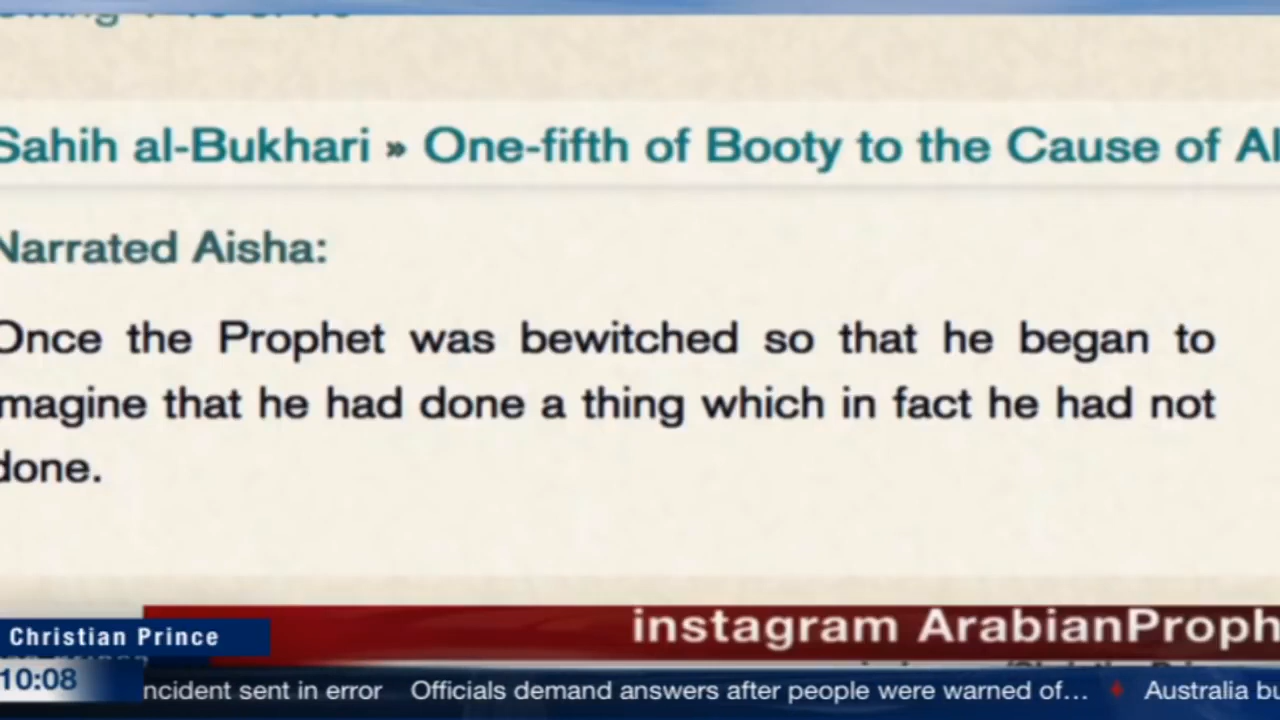 Sahih al-Bukhari » One-fifth of Booty to the Cause of
Narrated Aisha:
Once the Prophet was bewitched so that he began to
magine that he had done a thing which in fact he had not
done.
instagram ArabianProph
Christian Prince
10:08
ncident sent in error Officials demand answers after people were warned of... ♦ Australia bu